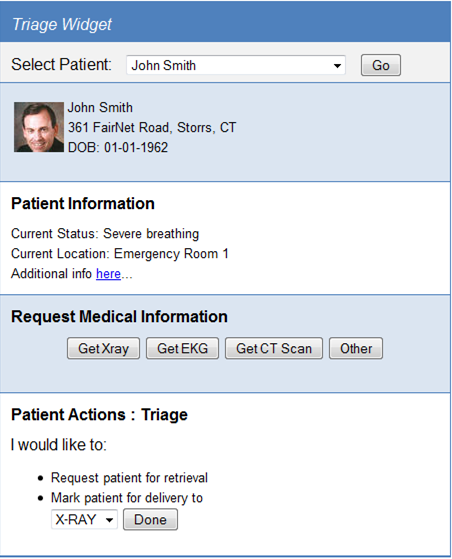 Triage Widget
Select Patient: John Smith Go
John Smith
361 FairNet Road, Storrs, CT
DOB: 01-01-1962
Patient Information
Current Status: Severe breathing
Current Location: Emergency Room 1
Additional info here...
Request Medical Information
Get Xray Get EKG Get CT Scan Other
Patient Actions : Triage
I would like to:
Request patient for retrieval
Mark patient for delivery to
X-RAY Done